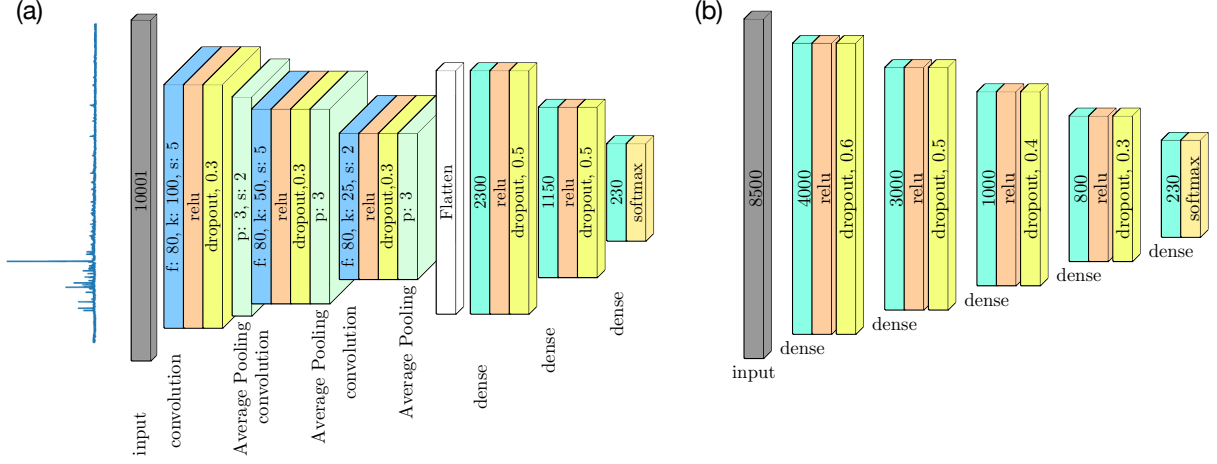 (a)
10001
f: 80, k: 100, s: 5
relu
dropout, 0.3
p: 3, s: 2
f: 80, k: 50, s: 5
relu
dropout,0.3
p: 3
f: 80, k: 25, s: 2
relu
dropout,0.3
p: 3
Flatten
2300
relu
dropout, 0.5
1150
relu
dropout, 0.5
230
softmax
input
convolution
Average Pooling
convolution
Average Pooling
convolution
Average Pooling
dense
dense
dense
(b)
8500
4000
relu
dropout, 0.6
3000
relu
dropout, 0.5
1000
relu
dropout, 0.4
800
relu
dropout, 0.3
230
softmax
input
dense
dense
dense
dense
dense